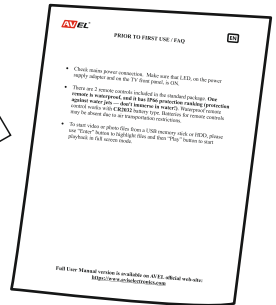 AVEL®
PRIOR TO FIRST USE / FAQ
EN
• Check mains power connection. Make sure that LED, on the power
supply adapter and on the TV front panel, is ON.
• There are 2 remote controls included in the standard package. One
remote is waterproof, and it has IP66 protection ranking (protection
against water jets — don't immerse in water!). Waterproof remote
control works with CR2032 battery type. Batteries for remote controls
may be absent due to air transportation restrictions.
• To start video or photo files from a USB memory stick or HDD, please
use "Enter" button to highlight files and then "Play" button to start
playback in full screen mode.
Full User Manual version is available on AVEL official web-site:
https://www.avelectronics.com